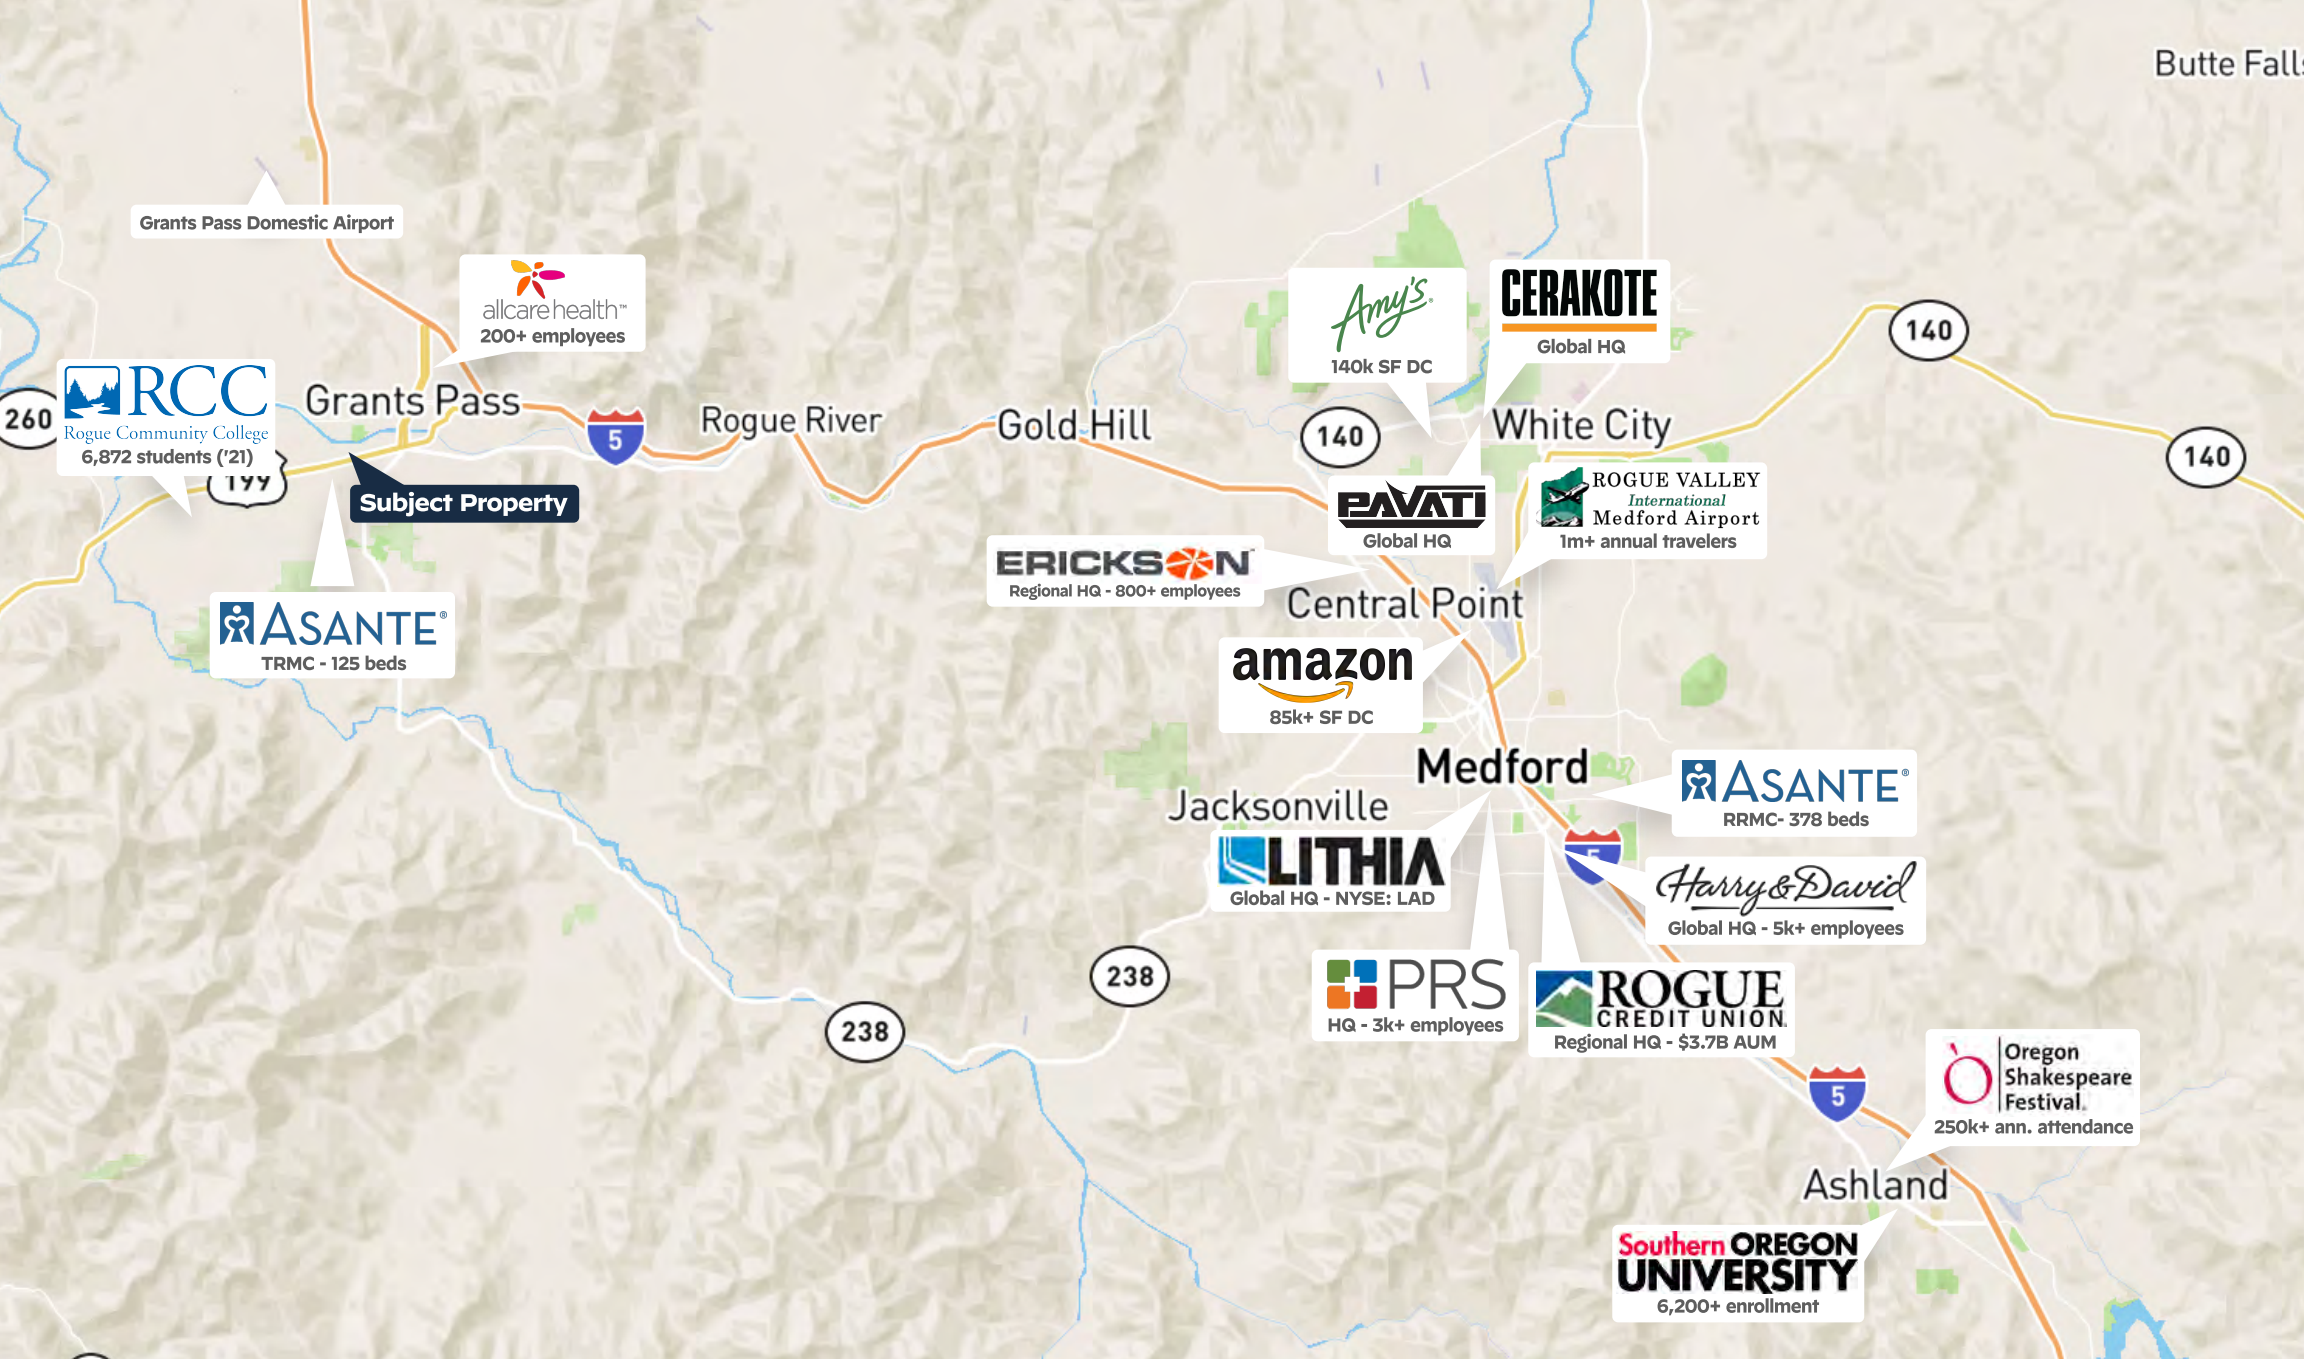 Butte Falls
Grants Pass Domestic Airport
allcare health™
200+ employees
Amy's®
140k SF DC
CERAKOTE
Global HQ
140
RCC
Rogue Community College
6,872 students ('21)
260
199
Grants Pass
5
Rogue River
Gold Hill
140
White City
140
Subject Property
PAVATI
Global HQ
ROGUE VALLEY
International
Medford Airport
1m+ annual travelers
ERICKSON
Regional HQ - 800+ employees
Central Point
ASANTE®
TRMC - 125 beds
amazon
85k+ SF DC
Medford
ASANTE®
RRMC- 378 beds
Jacksonville
LITHIA
Global HQ - NYSE: LAD
5
Harry & David
Global HQ - 5k+ employees
238
PRS
HQ - 3k+ employees
ROGUE
CREDIT UNION
Regional HQ - $3.7B AUM
238
5
Oregon
Shakespeare
Festival.
250k+ ann. attendance
Ashland
Southern OREGON
UNIVERSITY
6,200+ enrollment